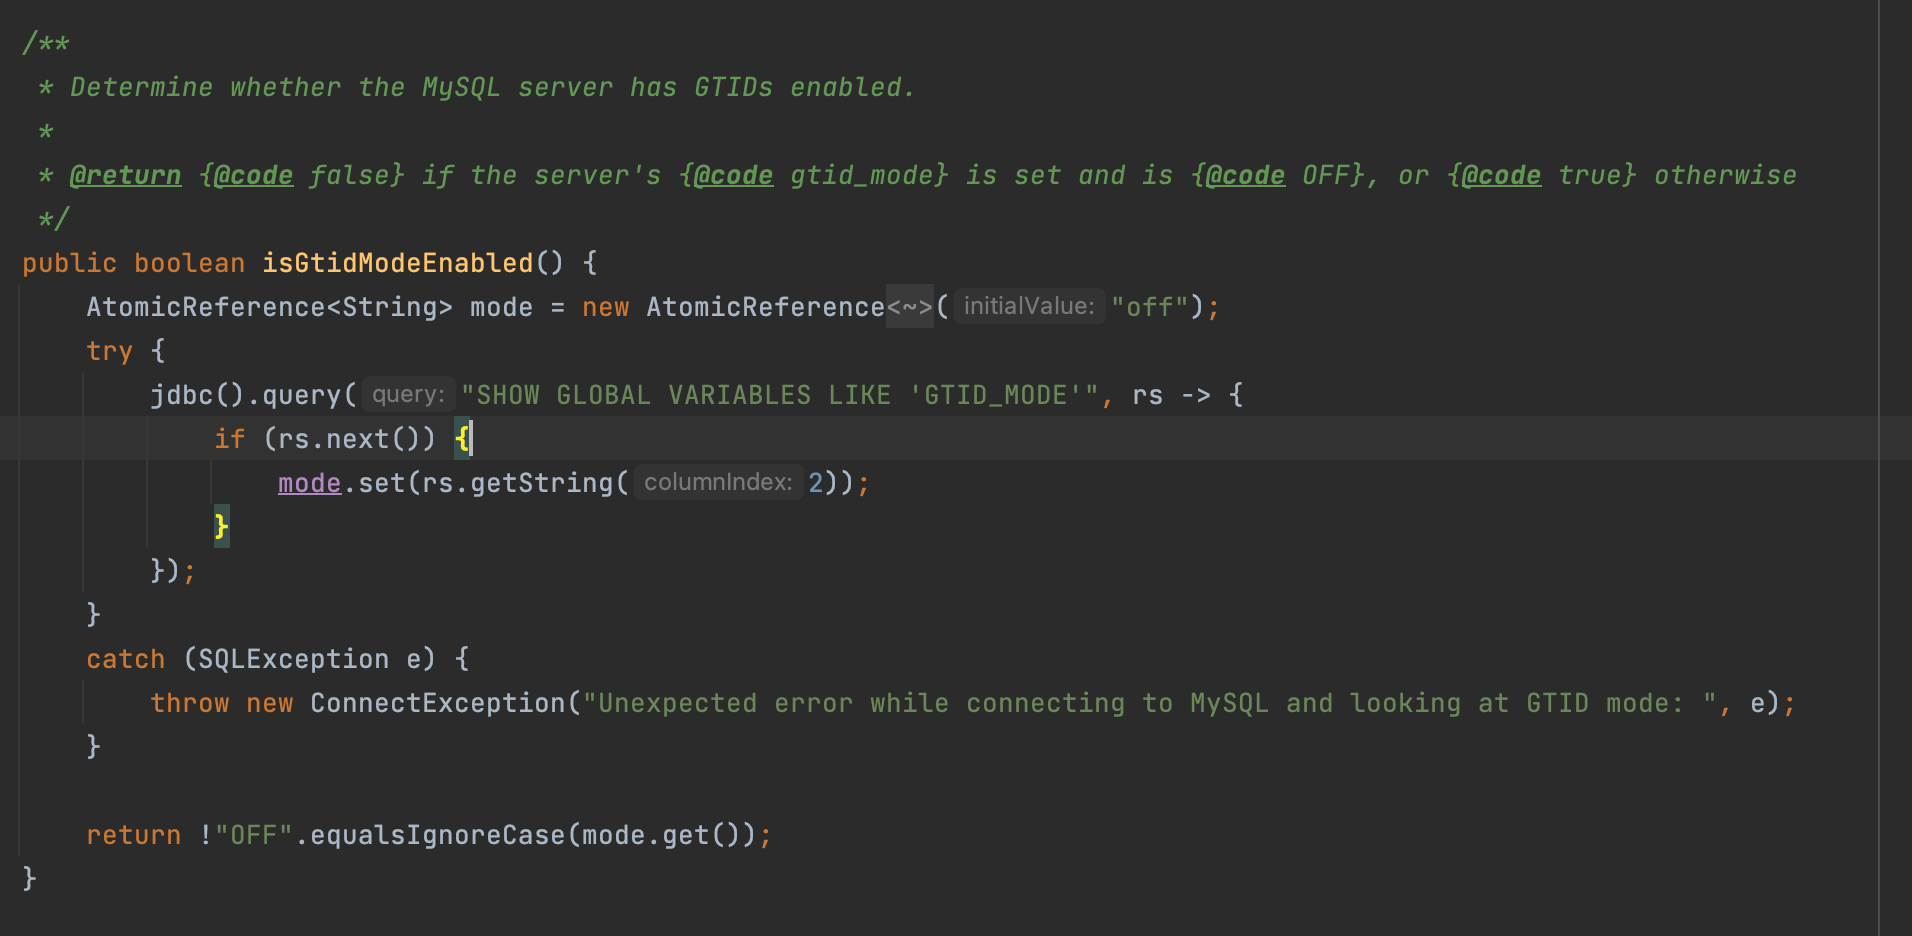 /**
 * Determine whether the MySQL server has GTIDs enabled.
 *
 * @return {@code false} if the server's {@code gtid_mode} is set and is {@code OFF}, or {@code true} otherwise
 */
public boolean isGtidModeEnabled() {
    AtomicReference<String> mode = new AtomicReference<~>( initialValue: "off");
    try {
        jdbc().query( query: "SHOW GLOBAL VARIABLES LIKE 'GTID_MODE'", rs -> {
            if (rs.next()) {
                mode.set(rs.getString( columnIndex: 2));
            }
        });
    }
    catch (SQLException e) {
        throw new ConnectException("Unexpected error while connecting to MySQL and looking at GTID mode: ", e);
    }

    return !"OFF".equalsIgnoreCase(mode.get());
}